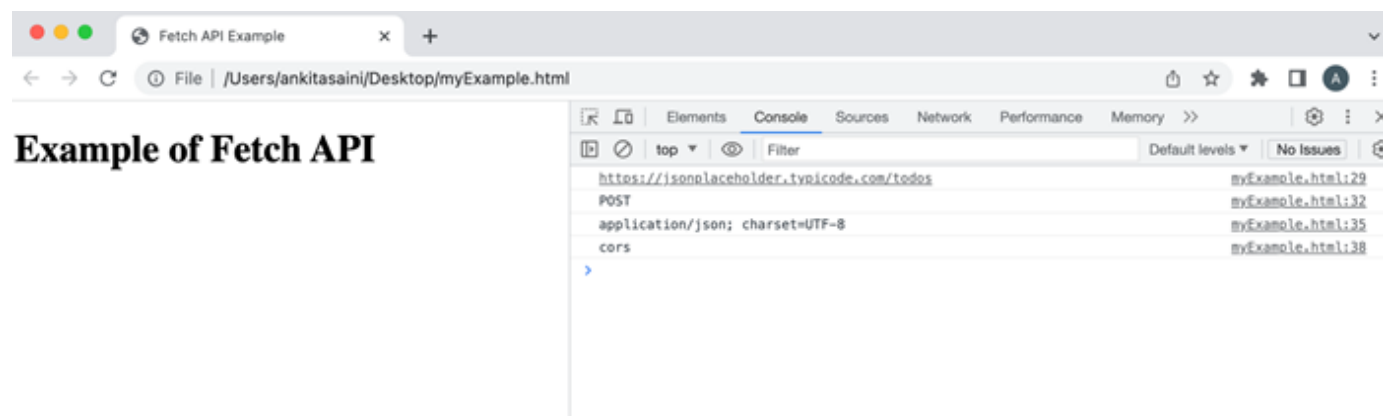 Fetch API Example
File | /Users/ankitasaini/Desktop/myExample.html
A
Example of Fetch API
Elements Console Sources Network Performance Memory
top Filter Default levels No Issues
https://jsonplaceholder.typicode.com/todos myExample.html:29
POST myExample.html:32
application/json; charset=UTF-8 myExample.html:35
cors myExample.html:38